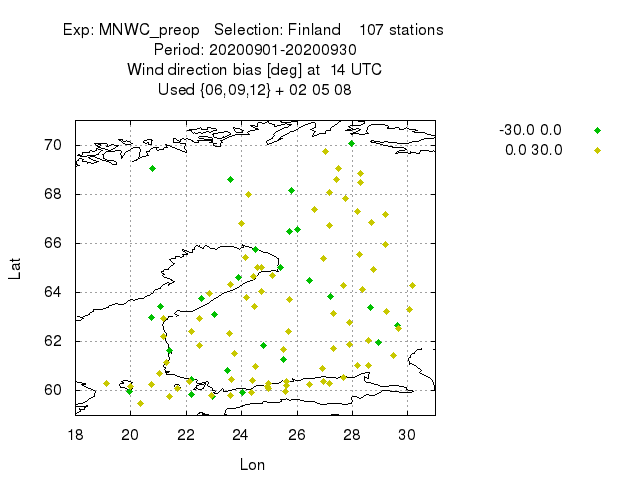 Exp: MNWC_preop Selection: Finland 107 stations
Period: 20200901-20200930
Wind direction bias [deg] at 14 UTC
Used {06,09,12} + 02 05 08
-30.0 0.0
0.0 30.0
70
68
66
64
62
60
Lat
18 20 22 24 26 28 30
Lon